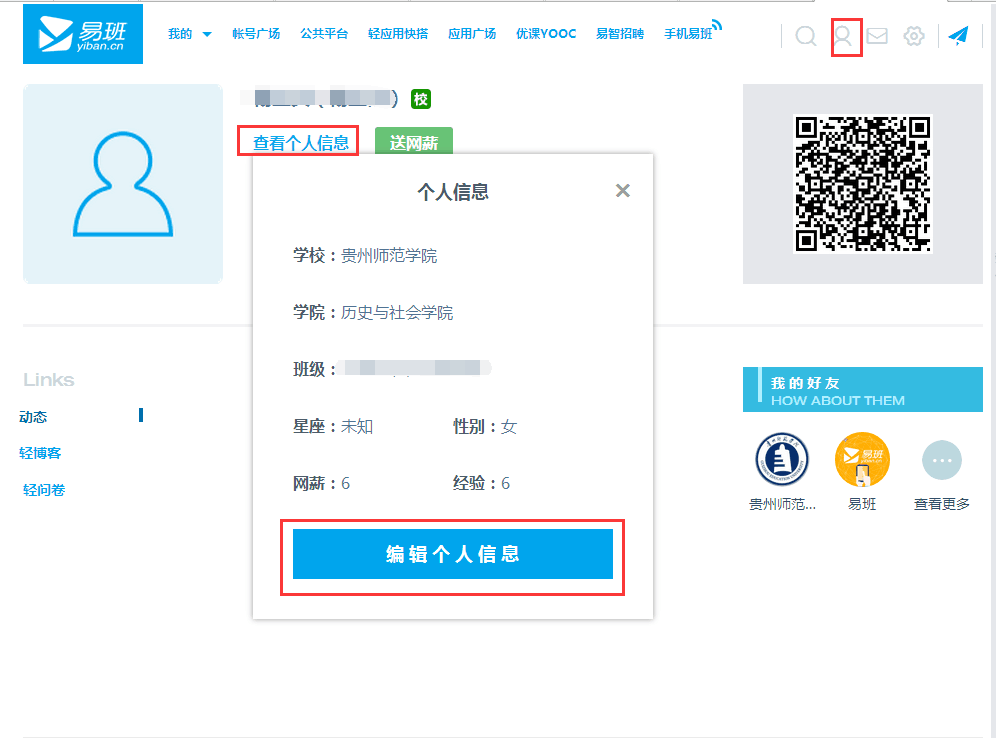 易班
yiban.cn
我的 帐号广场 公共平台 轻应用快搭 应用广场 优课YOOC 易智招聘 手机易班
校
查看个人信息 送网薪
个人信息 ×
学校：贵州师范学院
学院：历史与社会学院
班级：
星座：未知 性别：女
网薪：6 经验：6
编辑个人信息
Links
动态
轻博客
轻问卷
我的好友
HOW ABOUT THEM
易班
yiban.cn
贵州师范... 易班 查看更多